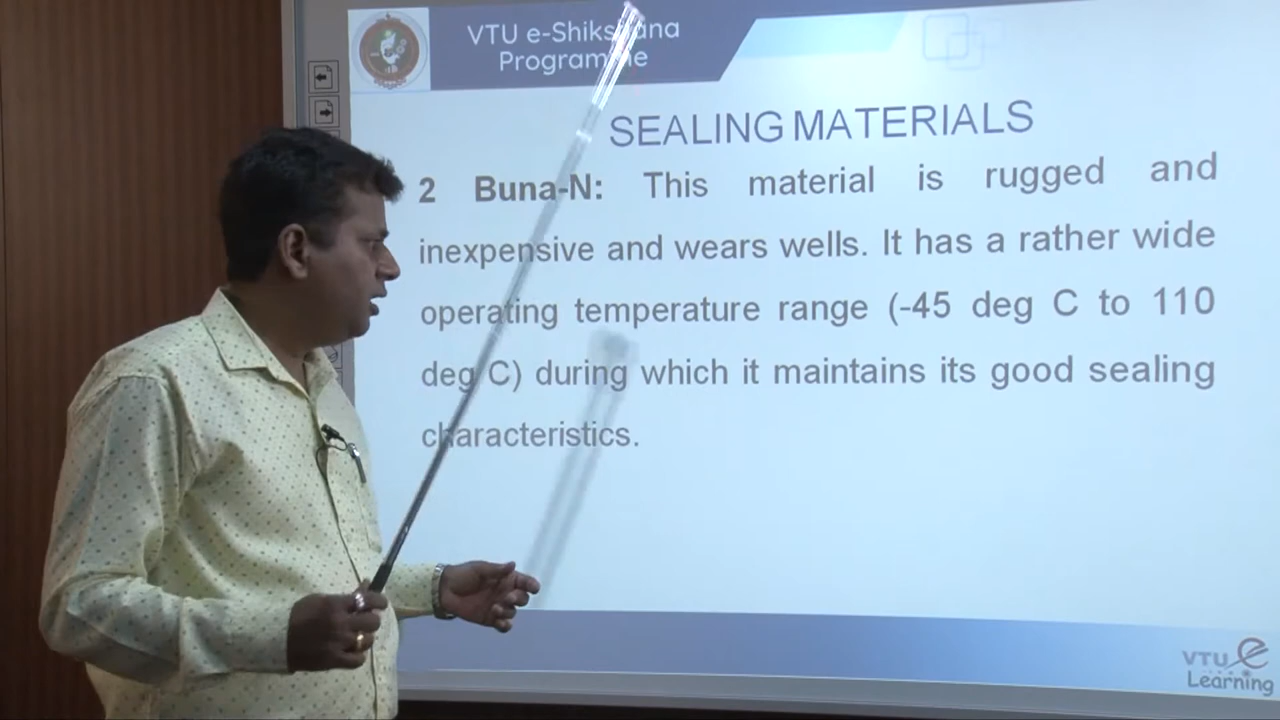 VTU e-Shikshana
Programme
SEALING MATERIALS
2 Buna-N: This material is rugged and
inexpensive and wears wells. It has a rather wide
operating temperature range (-45 deg C to 110
deg C) during which it maintains its good sealing
characteristics.
VTU e
Learning